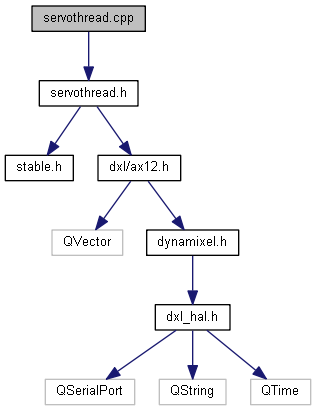 servothread.cpp
servothread.h
stable.h
dxl/ax12.h
QVector
dynamixel.h
dxl_hal.h
QSerialPort
QString
QTime